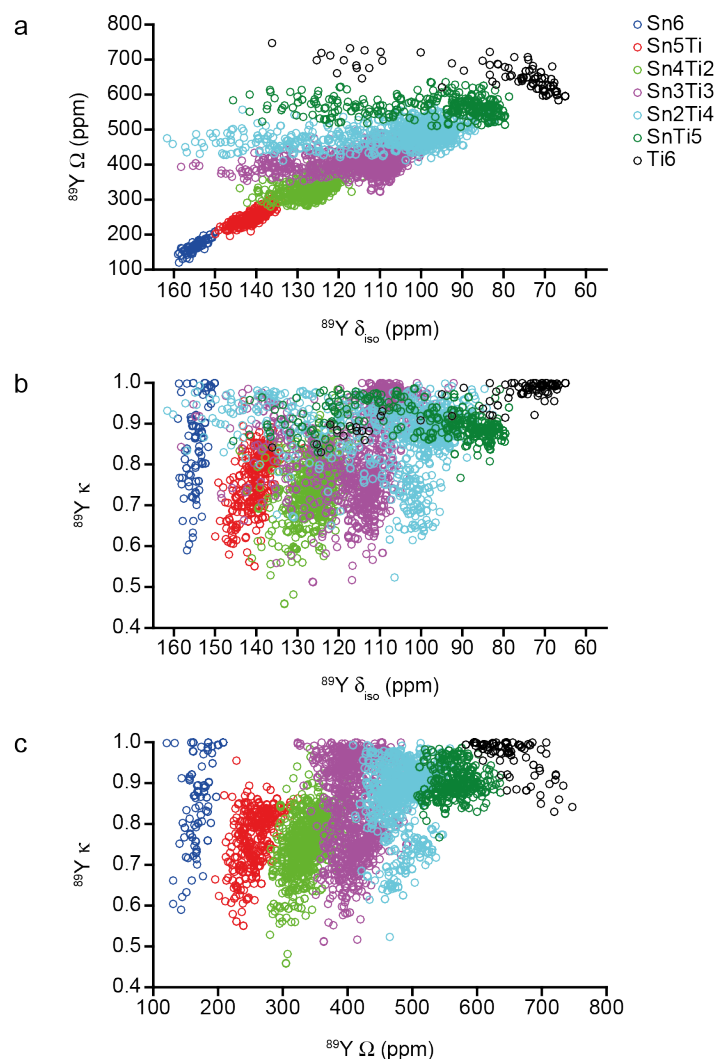 a
800
700
600
500
400
300
200
100
⁸⁹Y Ω (ppm)
160 150 140 130 120 110 100 90 80 70 60
⁸⁹Y δiso (ppm)
Sn6
Sn5Ti
Sn4Ti2
Sn3Ti3
Sn2Ti4
SnTi5
Ti6
b
1.0
0.9
0.8
0.7
0.6
0.5
0.4
⁸⁹Y κ
160 150 140 130 120 110 100 90 80 70 60
⁸⁹Y δiso (ppm)
c
1.0
0.9
0.8
0.7
0.6
0.5
0.4
⁸⁹Y κ
100 200 300 400 500 600 700 800
⁸⁹Y Ω (ppm)